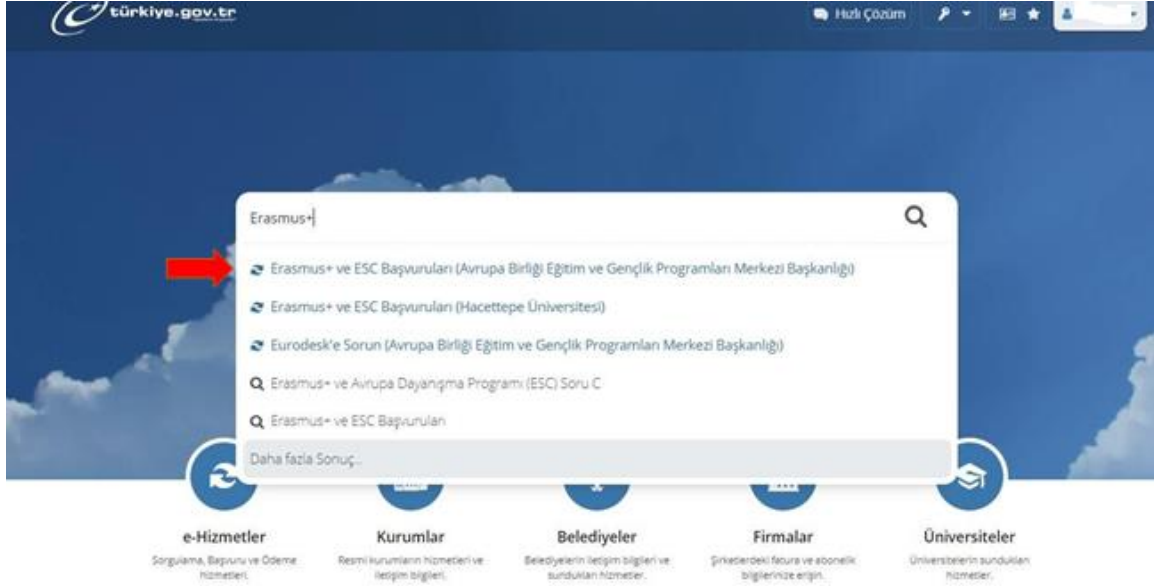 türkiye.gov.tr
Hızlı Çözüm
Erasmus+
Erasmus+ ve ESC Başvuruları (Avrupa Birliği Eğitim ve Gençlik Programları Merkezi Başkanlığı)
Erasmus+ ve ESC Başvuruları (Hacettepe Üniversitesi)
Eurodesk'e Sorun (Avrupa Birliği Eğitim ve Gençlik Programları Merkezi Başkanlığı)
Erasmus+ ve Avrupa Dayanışma Programı (ESC) Soru C
Erasmus+ ve ESC Başvuruları
Daha fazla Sonuç..
e-Hizmetler
Sorgulama, Başvuru ve Ödeme
hizmetleri.
Kurumlar
Resmi kurumların hizmetleri ve
iletişim bilgileri.
Belediyeler
Belediyelerin iletişim bilgileri ve
sundukları hizmetler.
Firmalar
Şirketlerdeki fatura ve abonelik
bilgilerinize erişin.
Üniversiteler
Üniversitelerin sundukları
hizmetler.